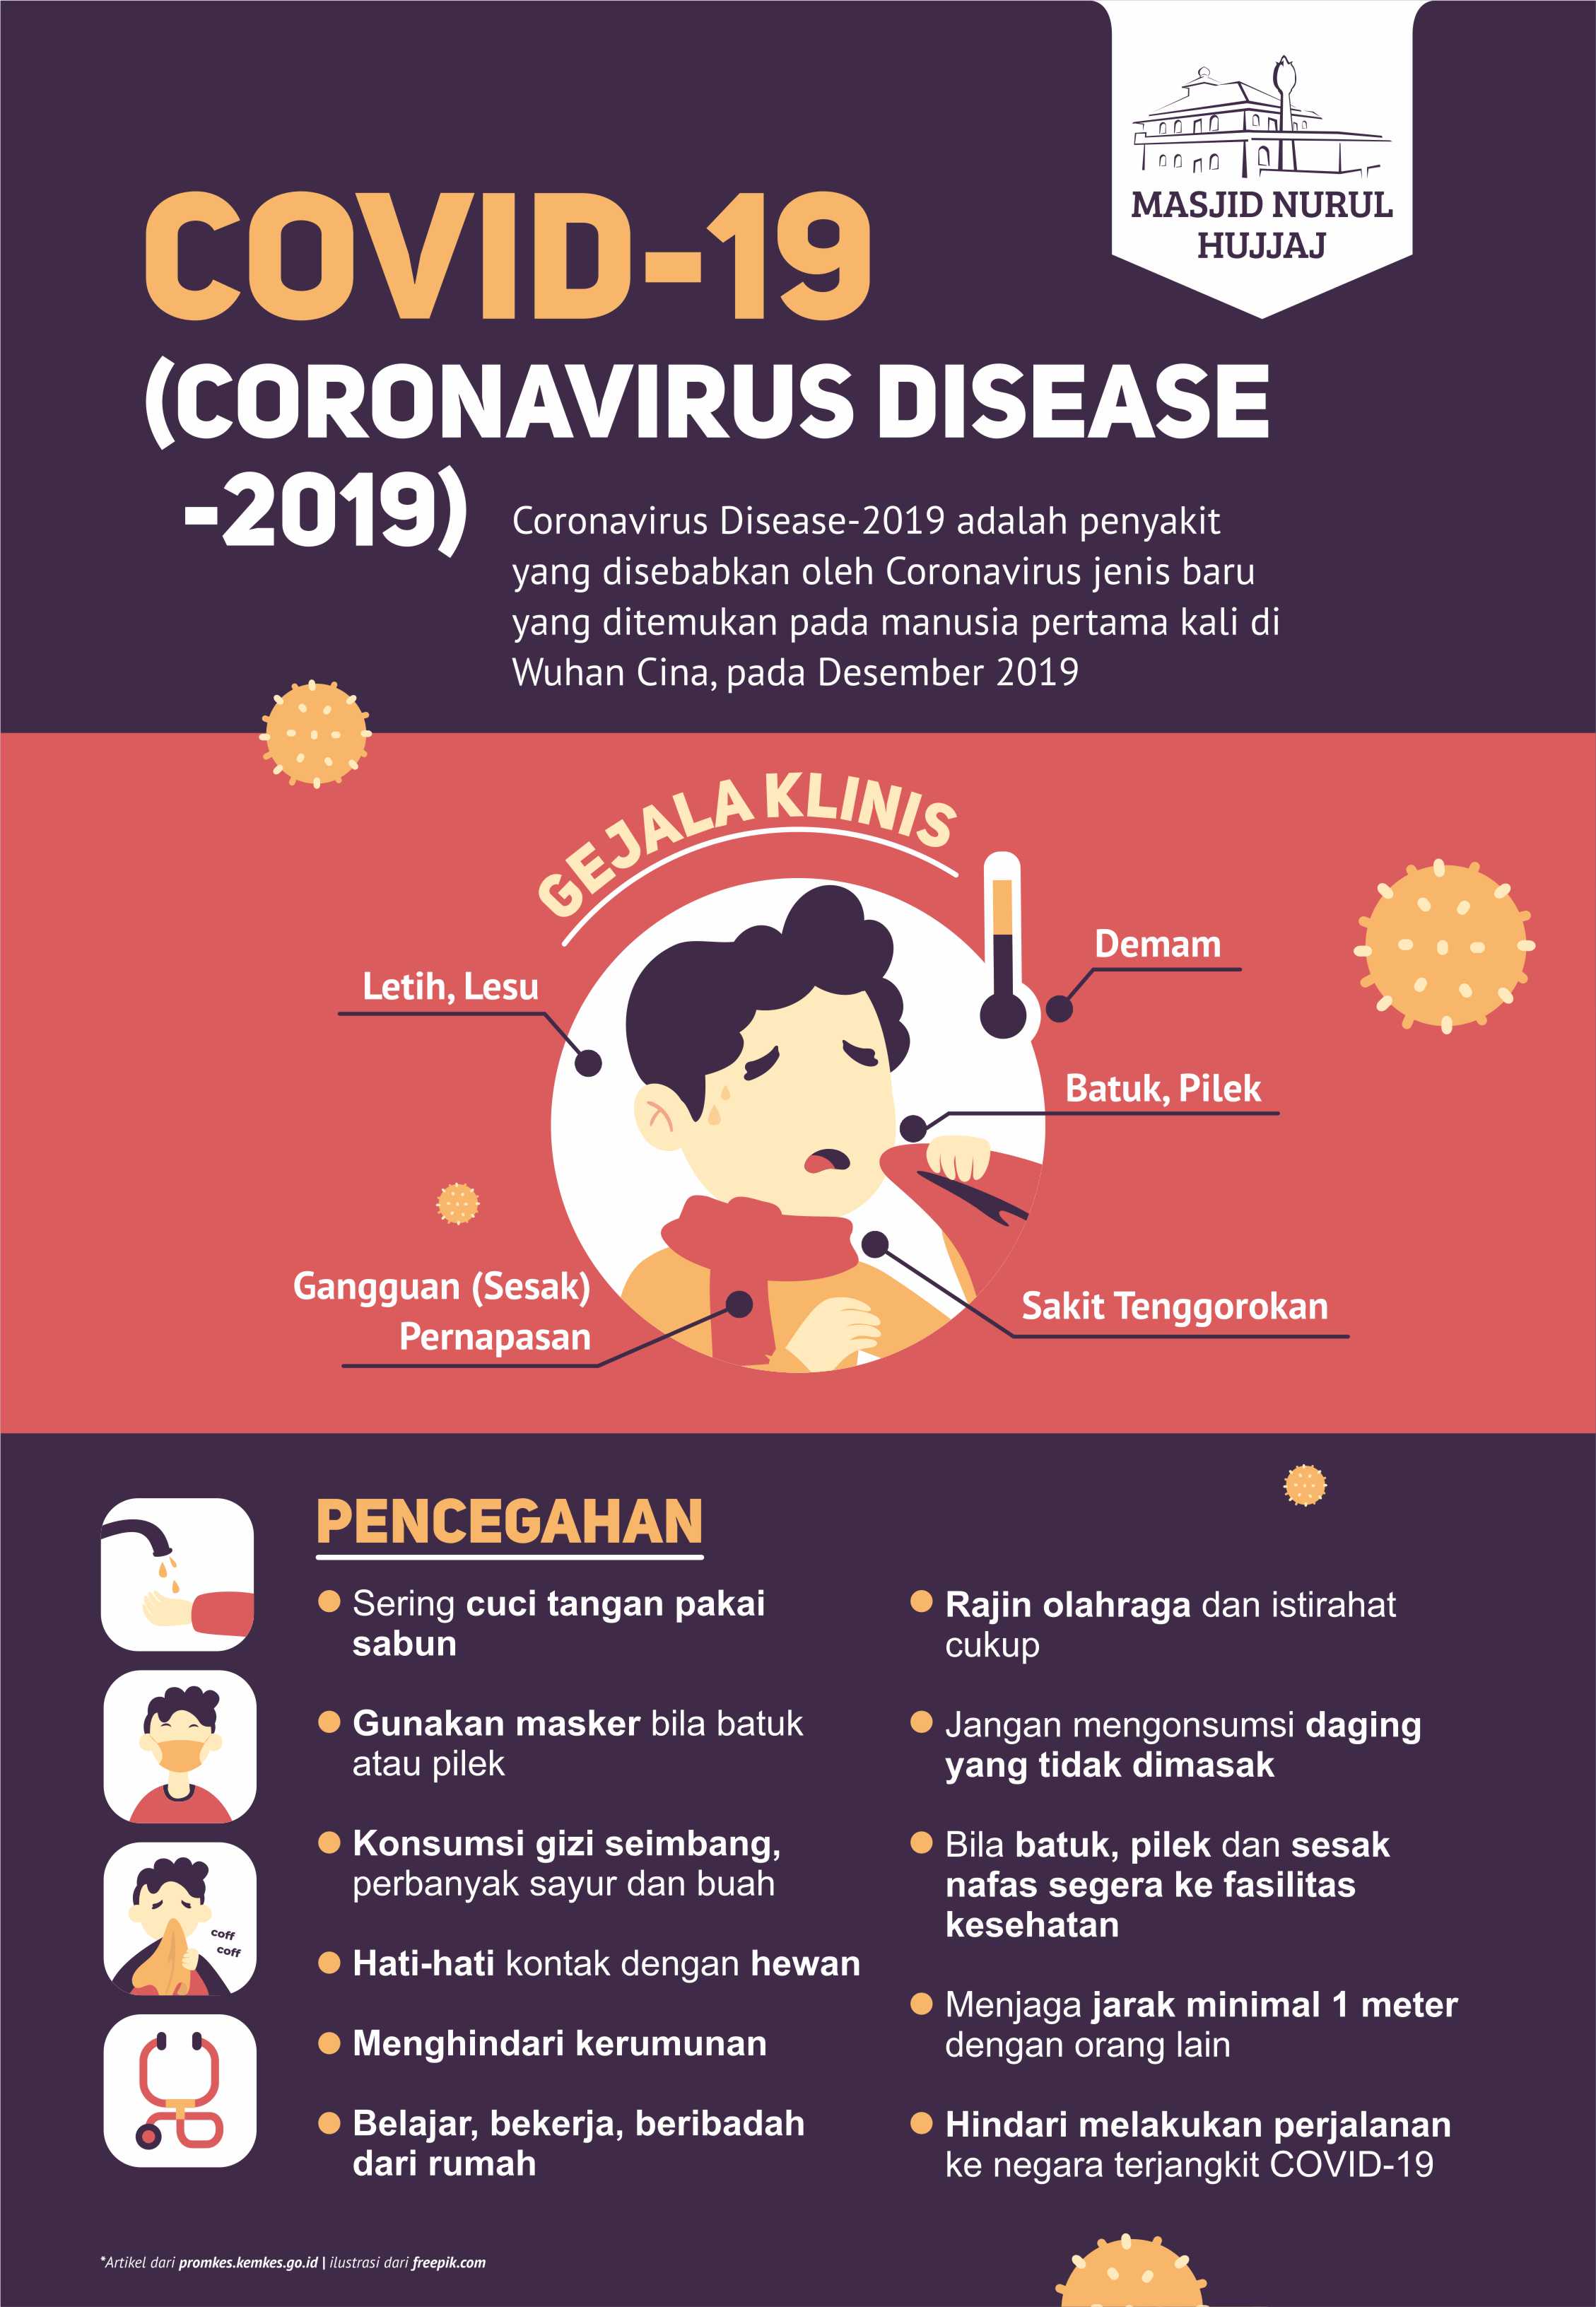 MASJID NURUL
HUJJAJ
COVID-19
(CORONAVIRUS DISEASE
-2019)
Coronavirus Disease-2019 adalah penyakit
yang disebabkan oleh Coronavirus jenis baru
yang ditemukan pada manusia pertama kali di
Wuhan Cina, pada Desember 2019
GEJALA KLINIS
Demam
Letih, Lesu
Batuk, Pilek
Gangguan (Sesak)
Pernapasan
Sakit Tenggorokan
PENCEGAHAN
Sering cuci tangan pakai
sabun
Gunakan masker bila batuk
atau pilek
Konsumsi gizi seimbang,
perbanyak sayur dan buah
Hati-hati kontak dengan hewan
Menghindari kerumunan
Belajar, bekerja, beribadah
dari rumah
Rajin olahraga dan istirahat
cukup
Jangan mengonsumsi daging
yang tidak dimasak
Bila batuk, pilek dan sesak
nafas segera ke fasilitas
kesehatan
Menjaga jarak minimal 1 meter
dengan orang lain
Hindari melakukan perjalanan
ke negara terjangkit COVID-19
coff
coff
*Artikel dari promkes.kemkes.go.id | ilustrasi dari freepik.com